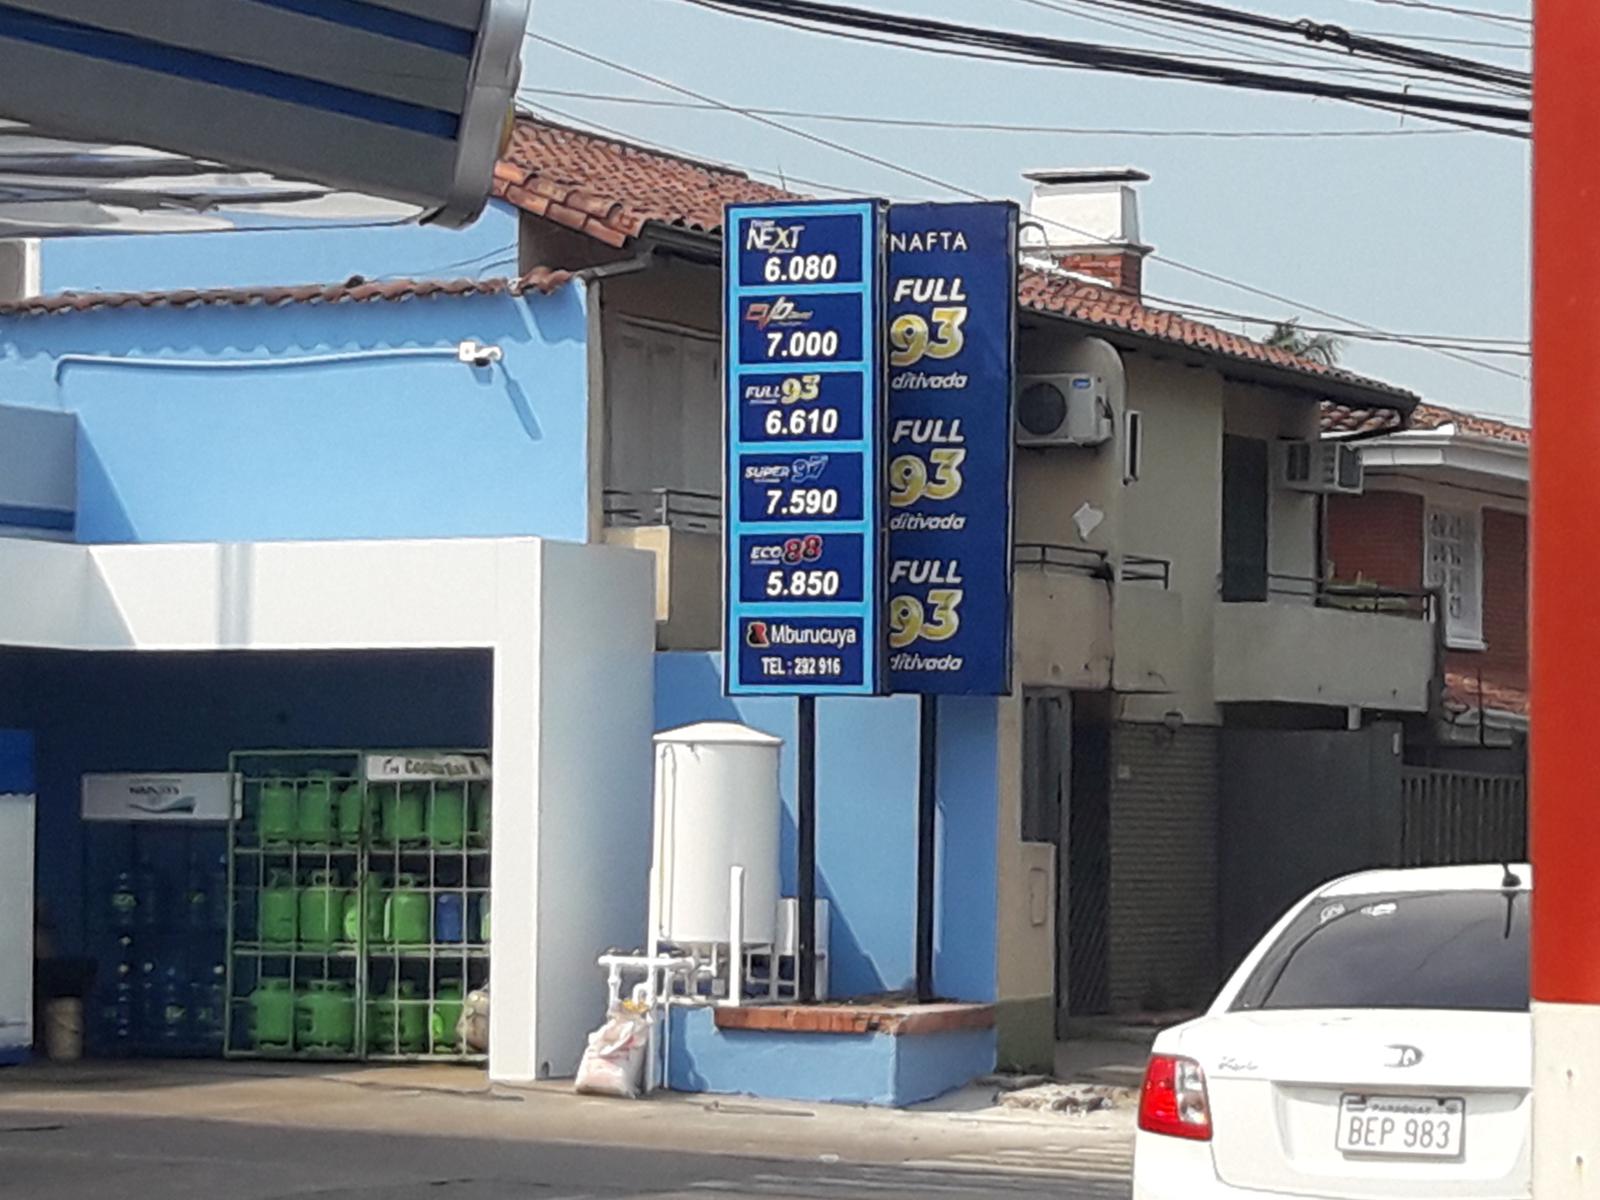 NEXT
6.080
7.000
FULL 93
6.610
SUPER 97
7.590
ECO 88
5.850
Mburucuya
TEL : 292 916
NAFTA
FULL
93
ditivada
FULL
93
ditivada
FULL
93
ditivada
PARAGUAY
BEP 983